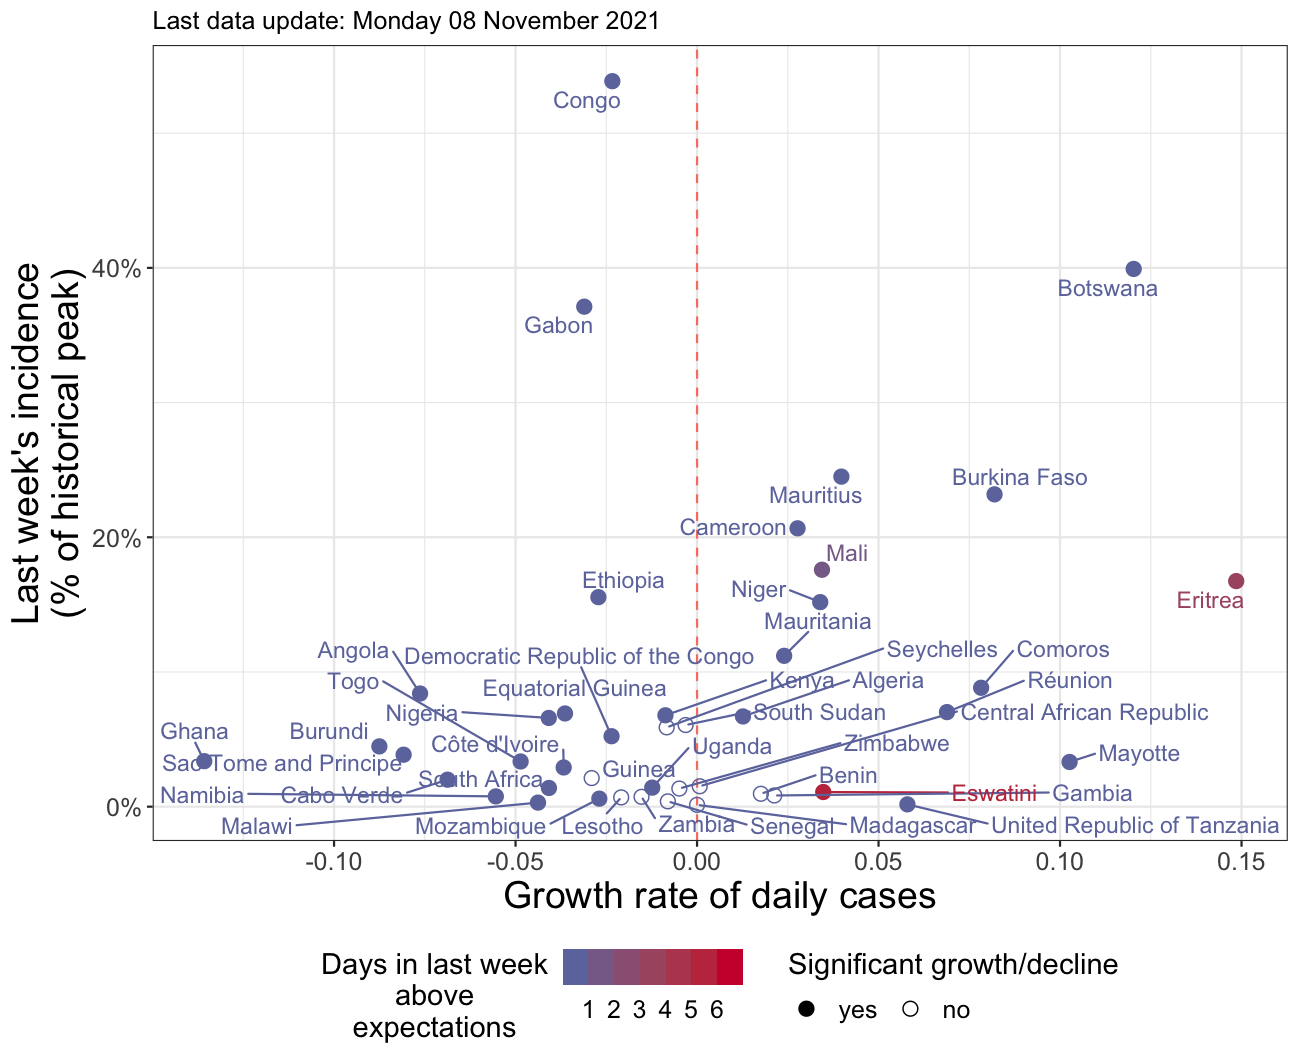 Last data update: Monday 08 November 2021
Last week's incidence
(% of historical peak)
40%
20%
0%
Congo
Botswana
Gabon
Burkina Faso
Mauritius
Cameroon
Mali
Ethiopia
Niger
Eritrea
Mauritania
Angola
Democratic Republic of the Congo
Seychelles
Comoros
Togo
Equatorial Guinea
Kenya
Algeria
Réunion
Nigeria
South Sudan
Central African Republic
Ghana
Burundi
Côte d'Ivoire
Uganda
Zimbabwe
Mayotte
Sao Tome and Principe
South Africa
Guinea
Benin
Namibia
Cabo Verde
Eswatini
Gambia
Malawi
Mozambique
Lesotho
Zambia
Senegal
Madagascar
United Republic of Tanzania
-0.10
-0.05
0.00
0.05
0.10
0.15
Growth rate of daily cases
Days in last week
above
expectations
1 2 3 4 5 6
Significant growth/decline
yes
no